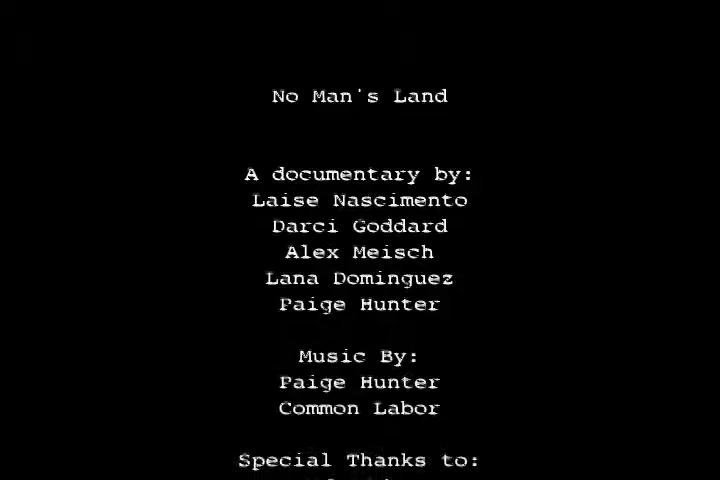 No Man's Land
A documentary by:
Laise Nascimento
Darci Goddard
Alex Meisch
Lana Dominguez
Paige Hunter
Music By:
Paige Hunter
Common Labor
Special Thanks to: